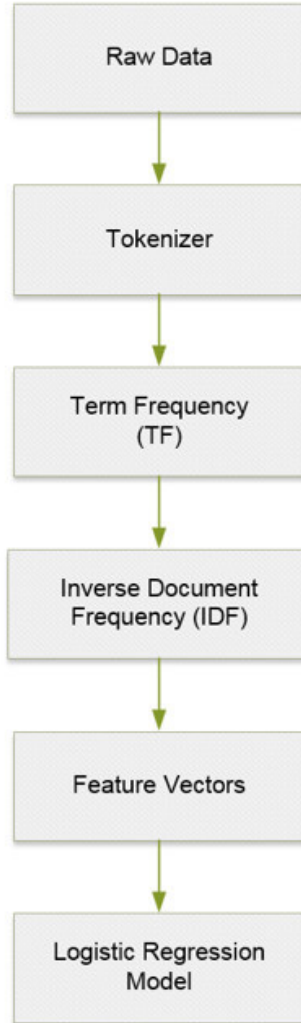 Raw Data
Tokenizer
Term Frequency
(TF)
Inverse Document
Frequency (IDF)
Feature Vectors
Logistic Regression
Model